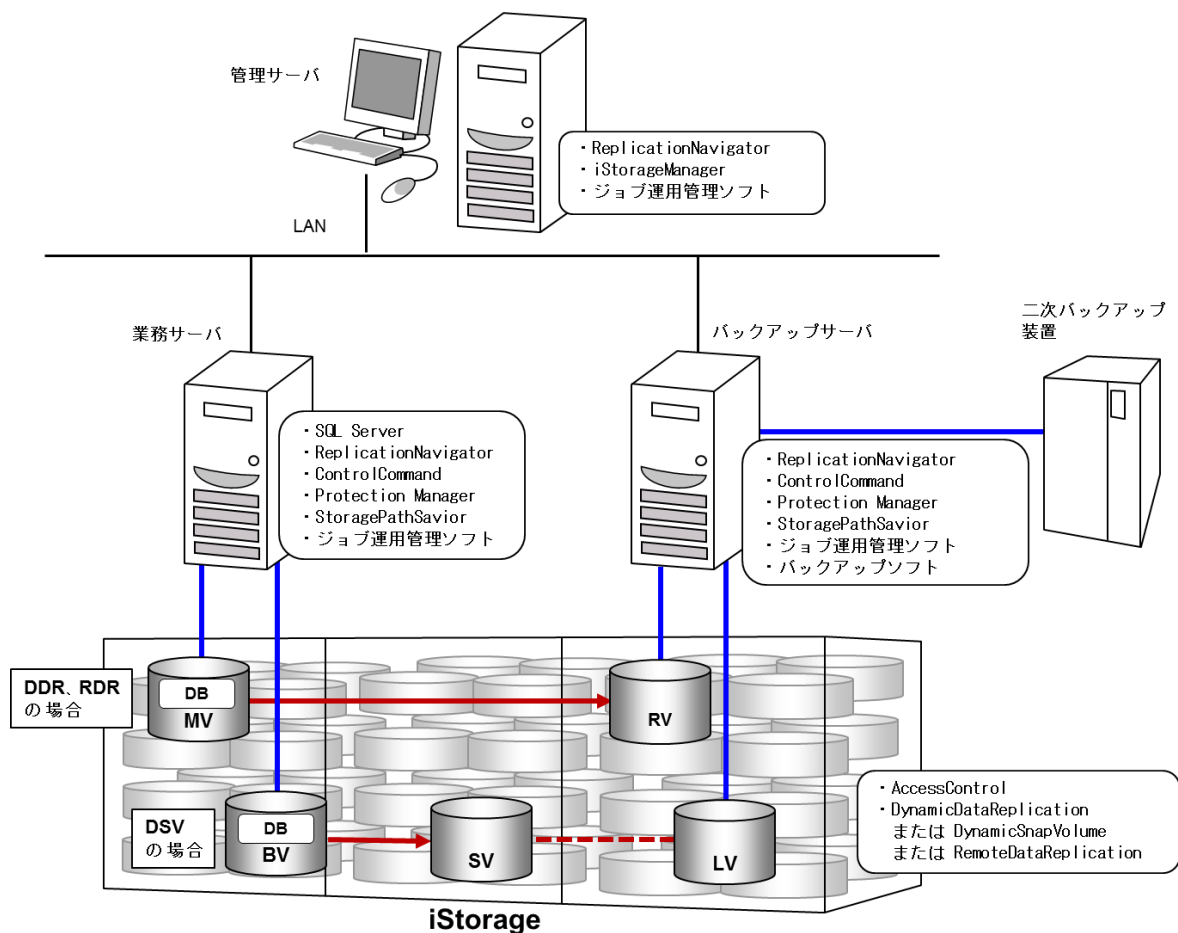 管理サーバ
・ReplicationNavigator
・iStorageManager
・ジョブ運用管理ソフト
LAN
業務サーバ
バックアップサーバ
二次バックアップ
装置
・SQL Server
・ReplicationNavigator
・ControlCommand
・Protection Manager
・StoragePathSavior
・ジョブ運用管理ソフト
・ReplicationNavigator
・ControlCommand
・Protection Manager
・StoragePathSavior
・ジョブ運用管理ソフト
・バックアップソフト
DDR、RDR
の場合
DB
MV
RV
DSV
の場合
DB
BV
SV
LV
・AccessControl
・DynamicDataReplication
または DynamicSnapVolume
または RemoteDataReplication
iStorage